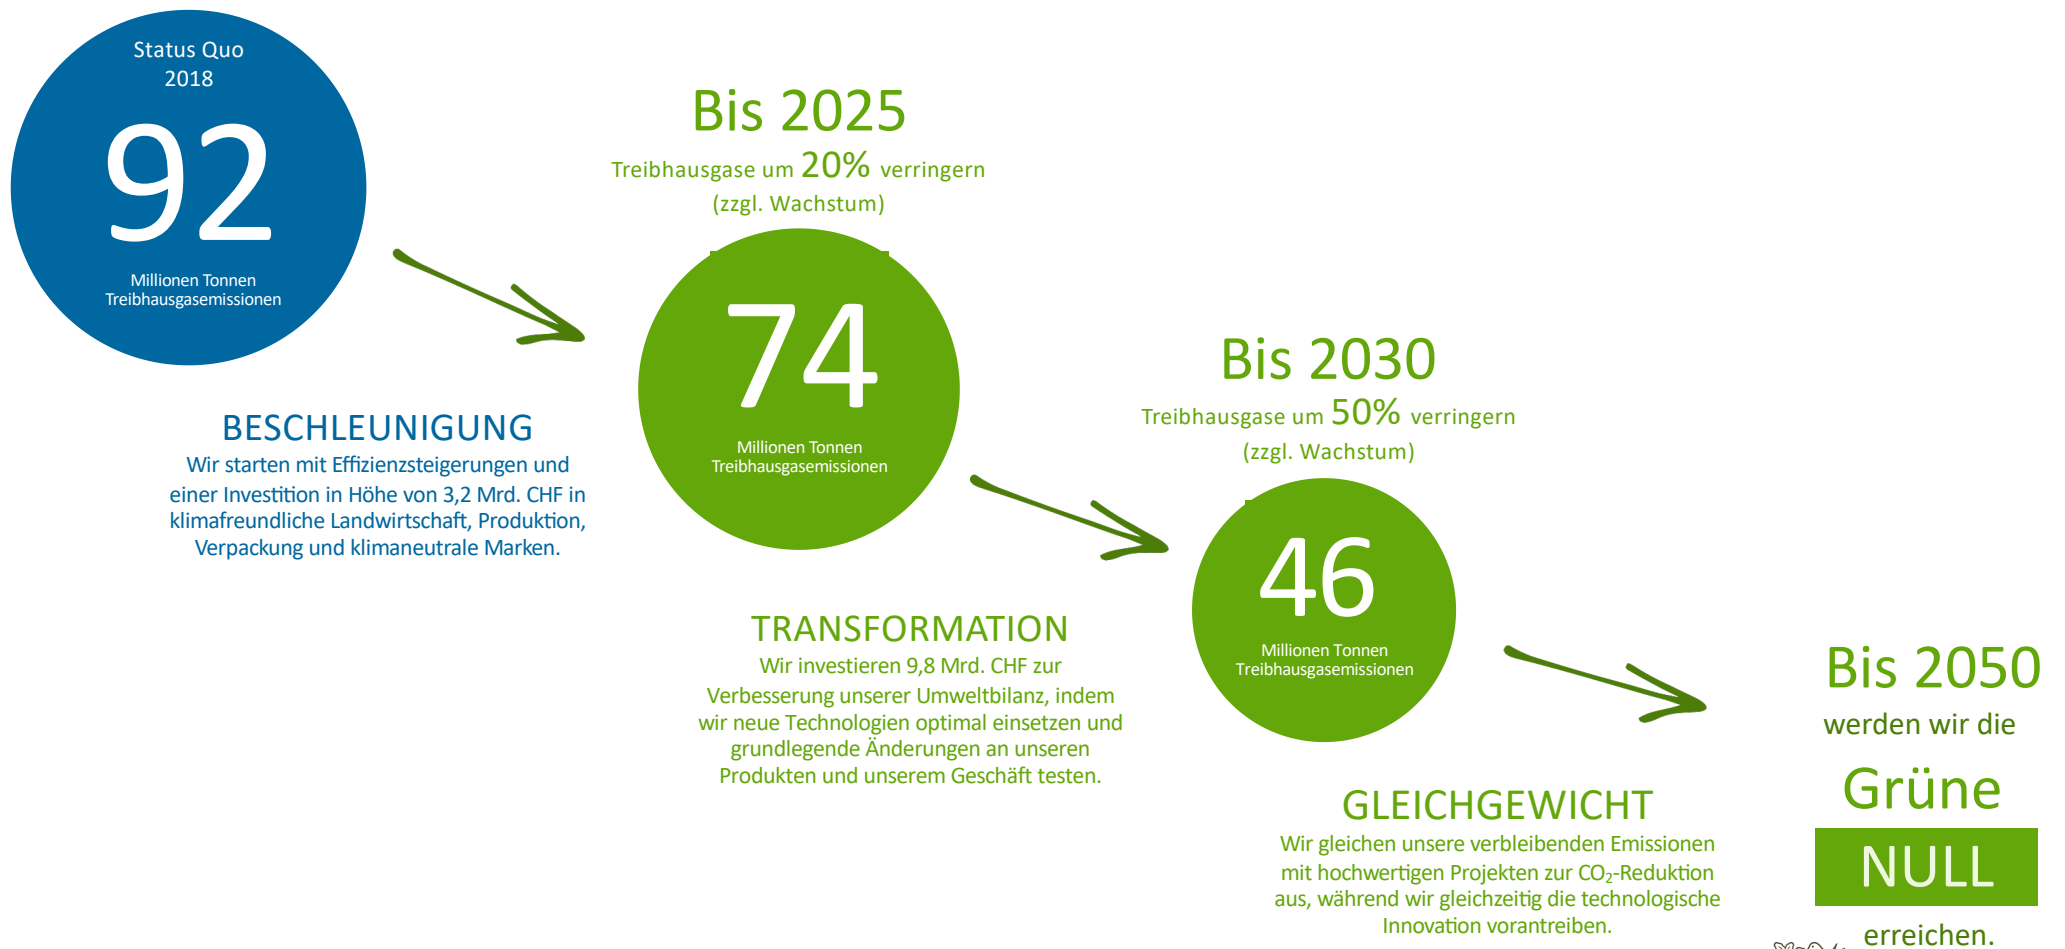 Status Quo
2018
92
Millionen Tonnen
Treibhausgasemissionen
BESCHLEUNIGUNG
Wir starten mit Effizienzsteigerungen und
einer Investition in Höhe von 3,2 Mrd. CHF in
klimafreundliche Landwirtschaft, Produktion,
Verpackung und klimaneutrale Marken.
Bis 2025
Treibhausgase um 20% verringern
(zzgl. Wachstum)
74
Millionen Tonnen
Treibhausgasemissionen
TRANSFORMATION
Wir investieren 9,8 Mrd. CHF zur
Verbesserung unserer Umweltbilanz, indem
wir neue Technologien optimal einsetzen und
grundlegende Änderungen an unseren
Produkten und unserem Geschäft testen.
Bis 2030
Treibhausgase um 50% verringern
(zzgl. Wachstum)
46
Millionen Tonnen
Treibhausgasemissionen
GLEICHGEWICHT
Wir gleichen unsere verbleibenden Emissionen
mit hochwertigen Projekten zur CO₂-Reduktion
aus, während wir gleichzeitig die technologische
Innovation vorantreiben.
Bis 2050
werden wir die
Grüne
NULL
erreichen.